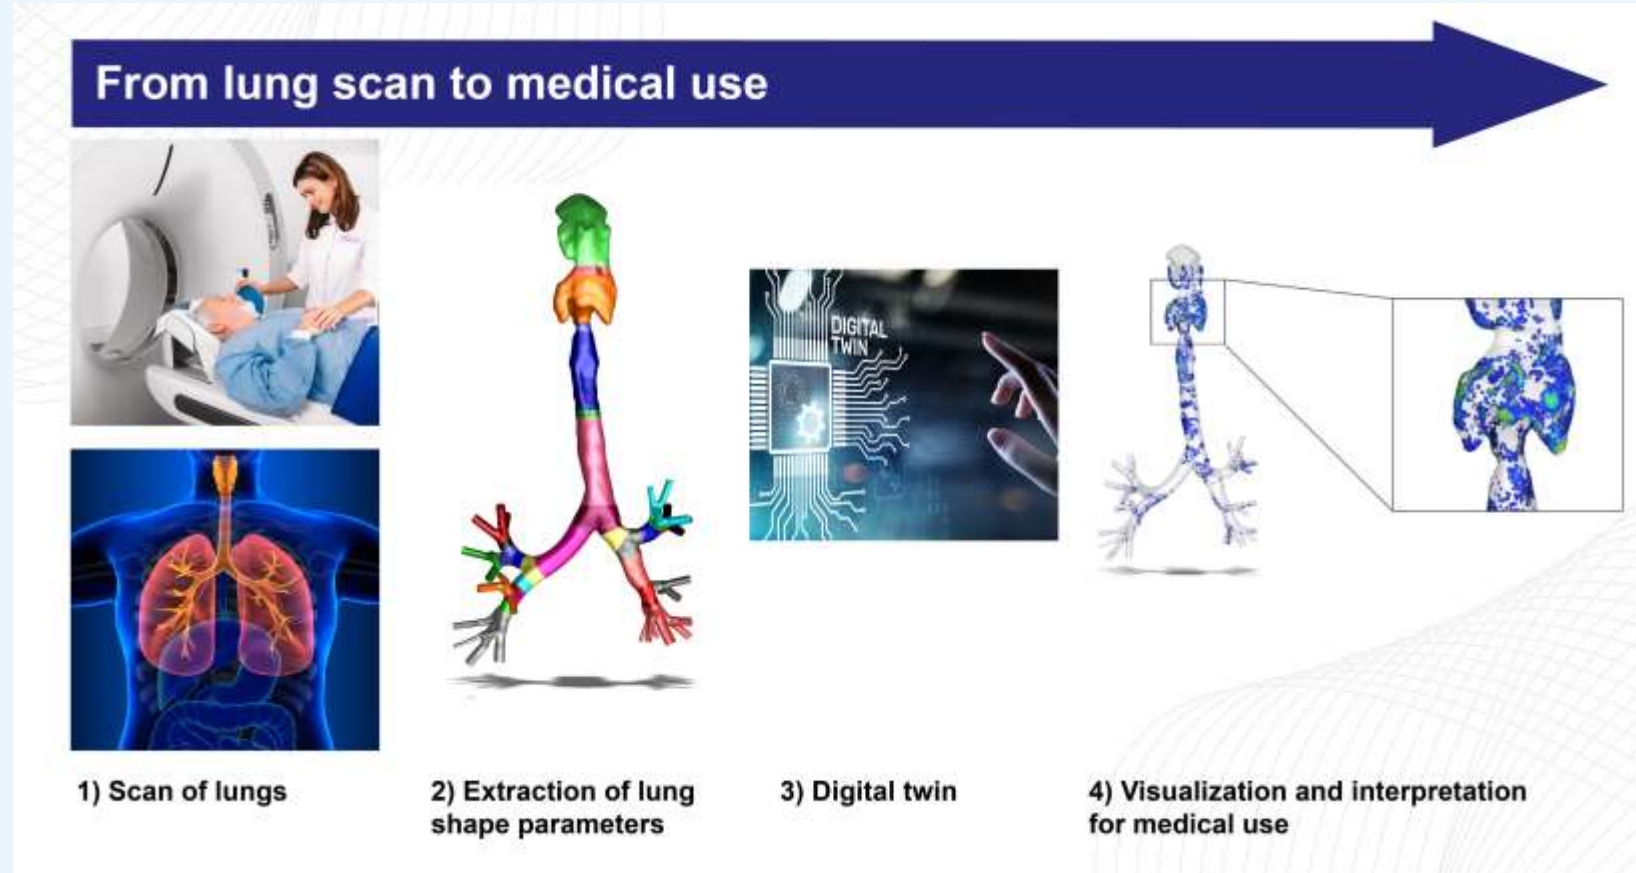 From lung scan to medical use
DIGITAL
TWIN
1) Scan of lungs
2) Extraction of lung
shape parameters
3) Digital twin
4) Visualization and interpretation
for medical use